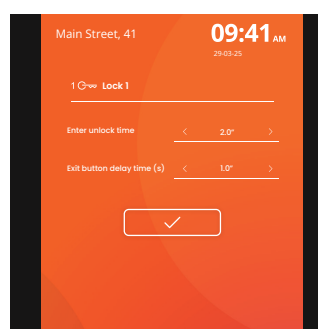 Main Street, 41
09:41 AM
29-03-25
1 Lock 1
Enter unlock time
2.0"
Exit button delay time (s)
1.0"